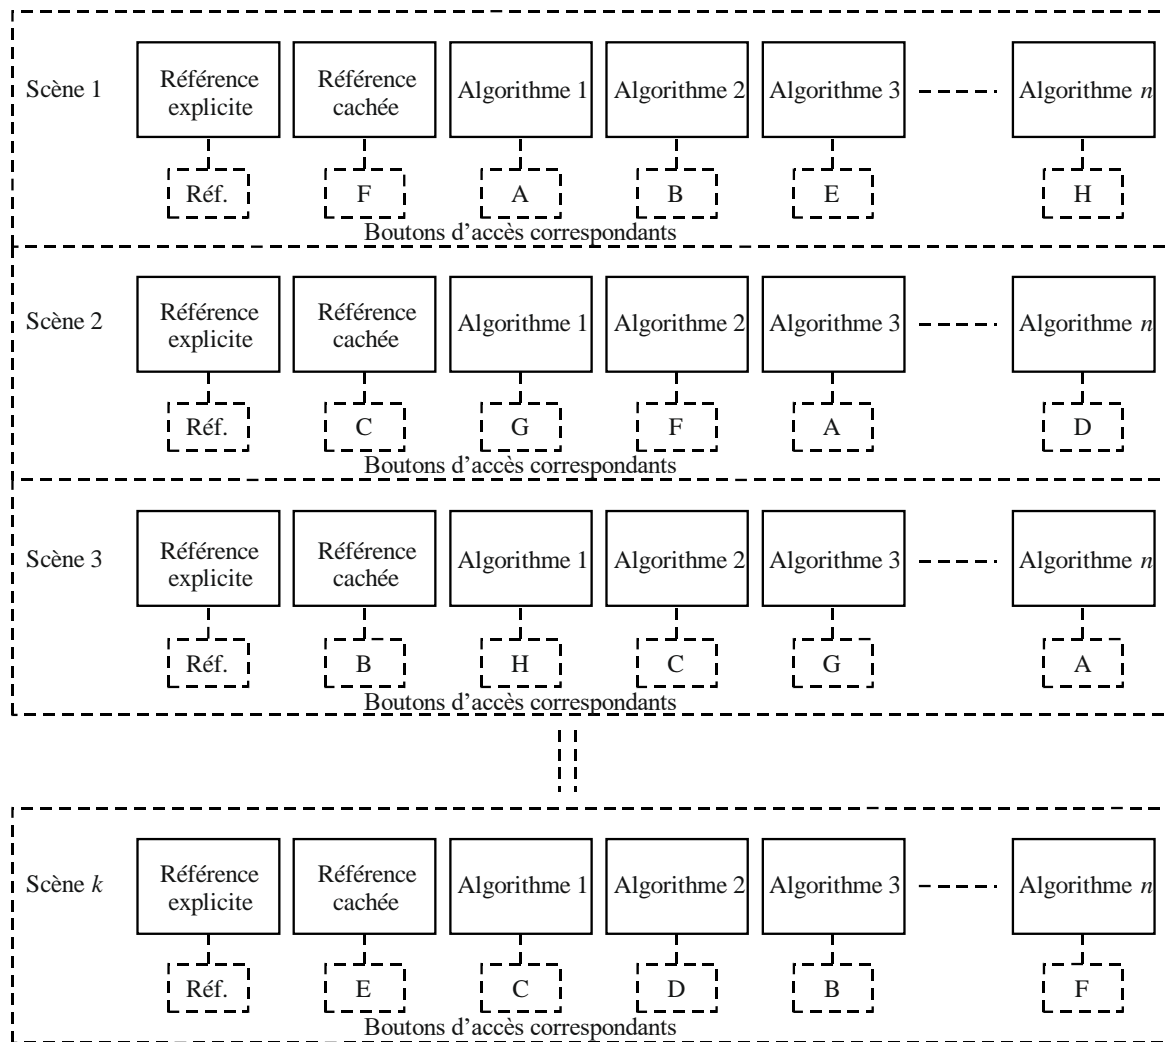 Scène 1
Référence explicite
Référence cachée
Algorithme 1
Algorithme 2
Algorithme 3
Algorithme n
Réf.
F
A
B
E
H
Boutons d'accès correspondants
Scène 2
Référence explicite
Référence cachée
Algorithme 1
Algorithme 2
Algorithme 3
Algorithme n
Réf.
C
G
F
A
D
Boutons d'accès correspondants
Scène 3
Référence explicite
Référence cachée
Algorithme 1
Algorithme 2
Algorithme 3
Algorithme n
Réf.
B
H
C
G
A
Boutons d'accès correspondants
Scène k
Référence explicite
Référence cachée
Algorithme 1
Algorithme 2
Algorithme 3
Algorithme n
Réf.
E
C
D
B
F
Boutons d'accès correspondants